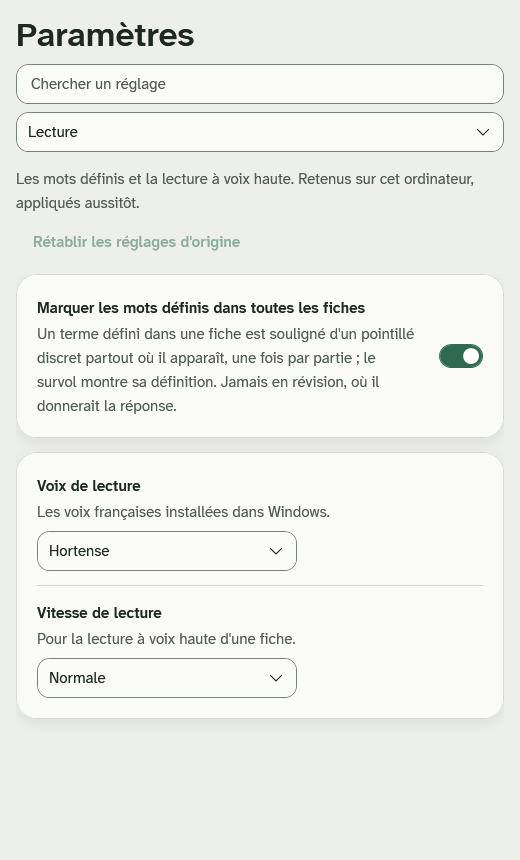 Paramètres
Chercher un réglage
Lecture
Les mots définis et la lecture à voix haute. Retenus sur cet ordinateur,
appliqués aussitôt.
Rétablir les réglages d'origine
Marquer les mots définis dans toutes les fiches
Un terme défini dans une fiche est souligné d'un pointillé
discret partout où il apparaît, une fois par partie ; le
survol montre sa définition. Jamais en révision, où il
donnerait la réponse.
Voix de lecture
Les voix françaises installées dans Windows.
Hortense
Vitesse de lecture
Pour la lecture à voix haute d'une fiche.
Normale